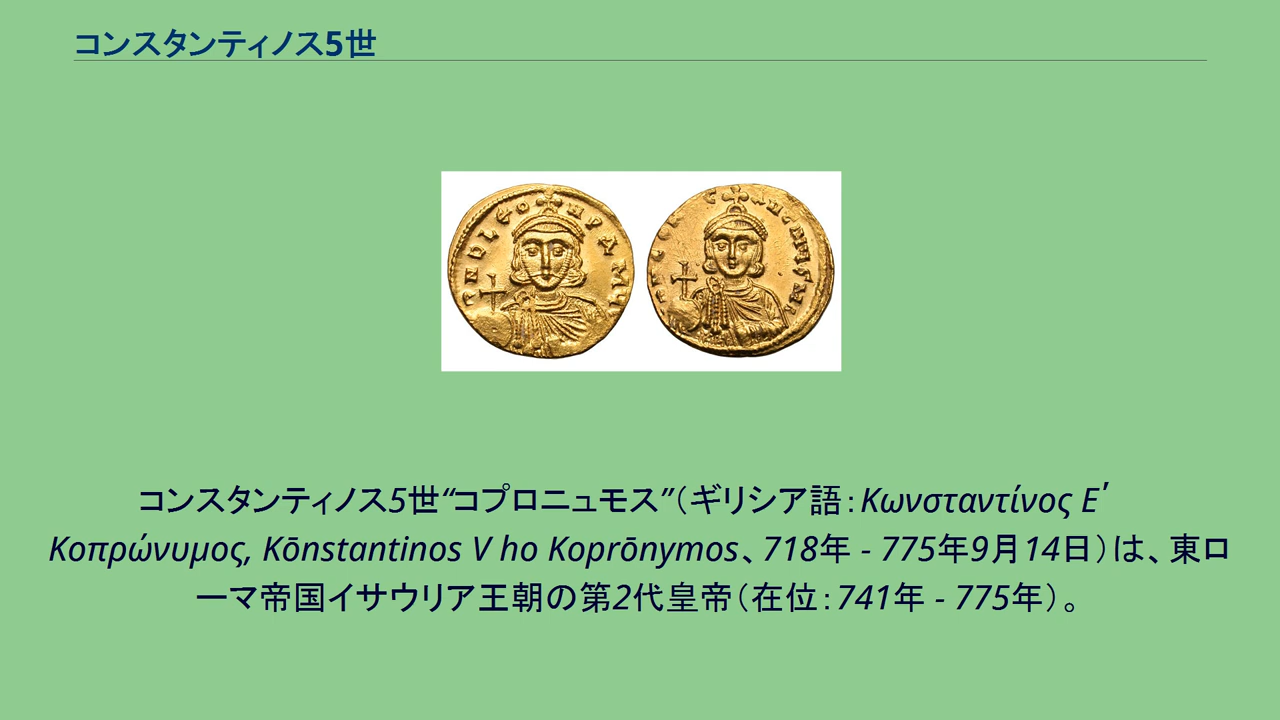 コンスタンティノス5世
コンスタンティノス5世“コプロニュモス”（ギリシア語：Κωνσταντίνος Ε΄
Κοπρώνυμος, Kōnstantinos V ho Koprōnymos、718年 - 775年9月14日）は、東ロ
ーマ帝国イサウリア王朝の第2代皇帝（在位：741年 - 775年）。